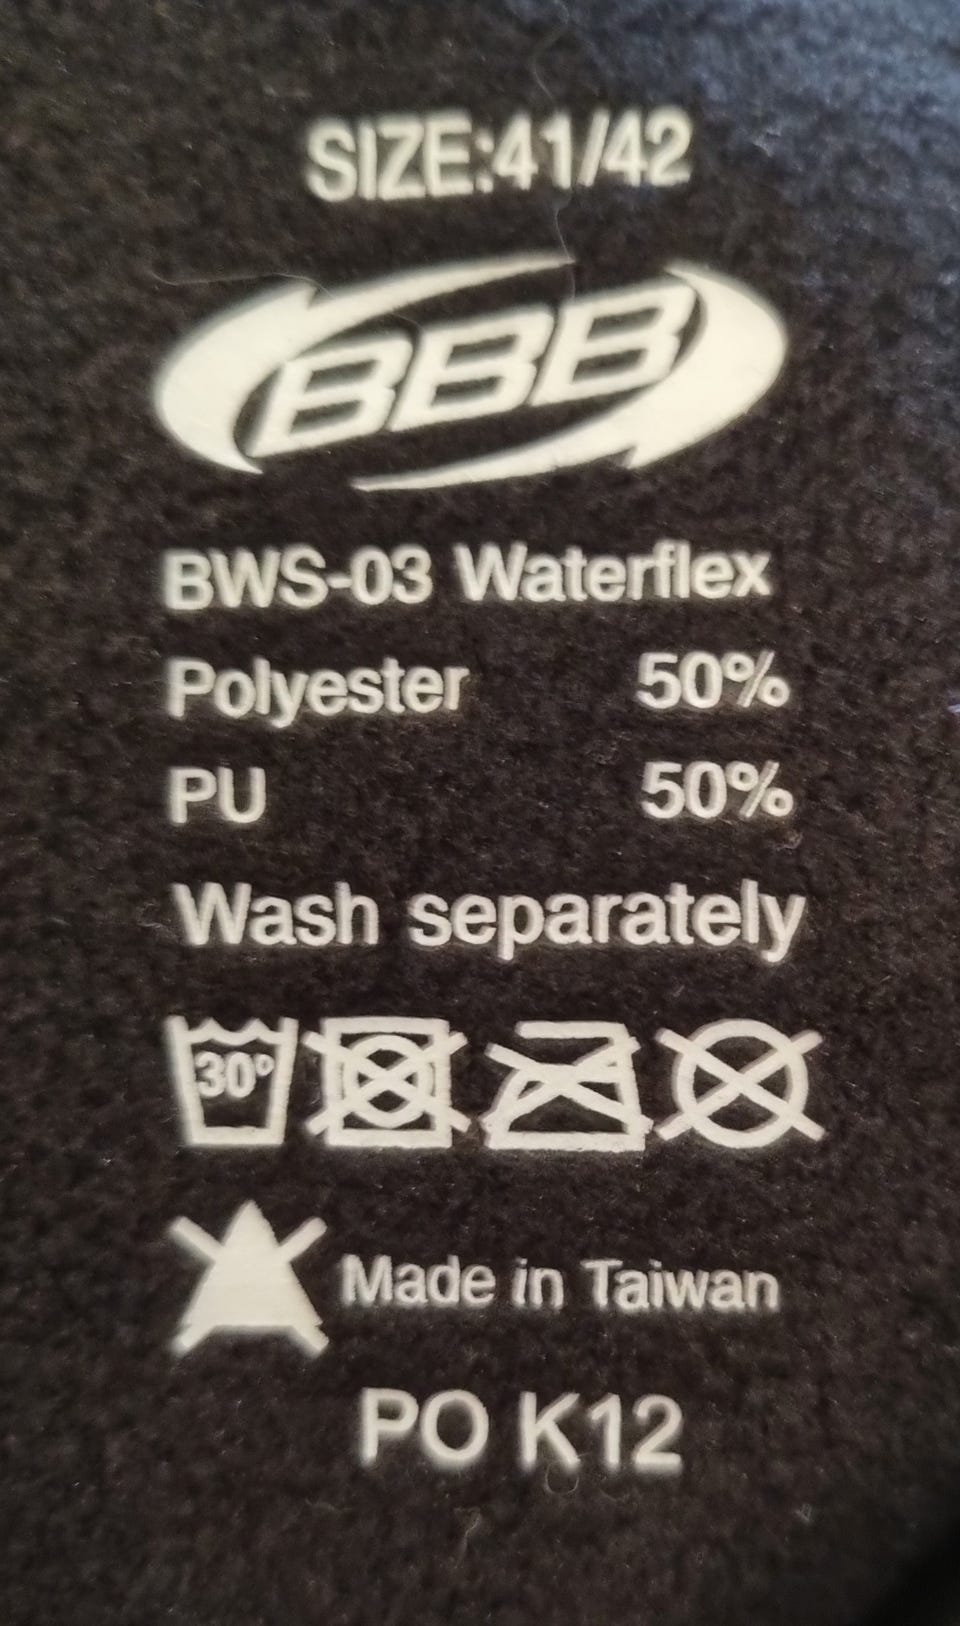 SIZE:41/42
BBB
BWS-03 Waterflex
Polyester 50%
PU 50%
Wash separately
30°
Made in Taiwan
PO K12